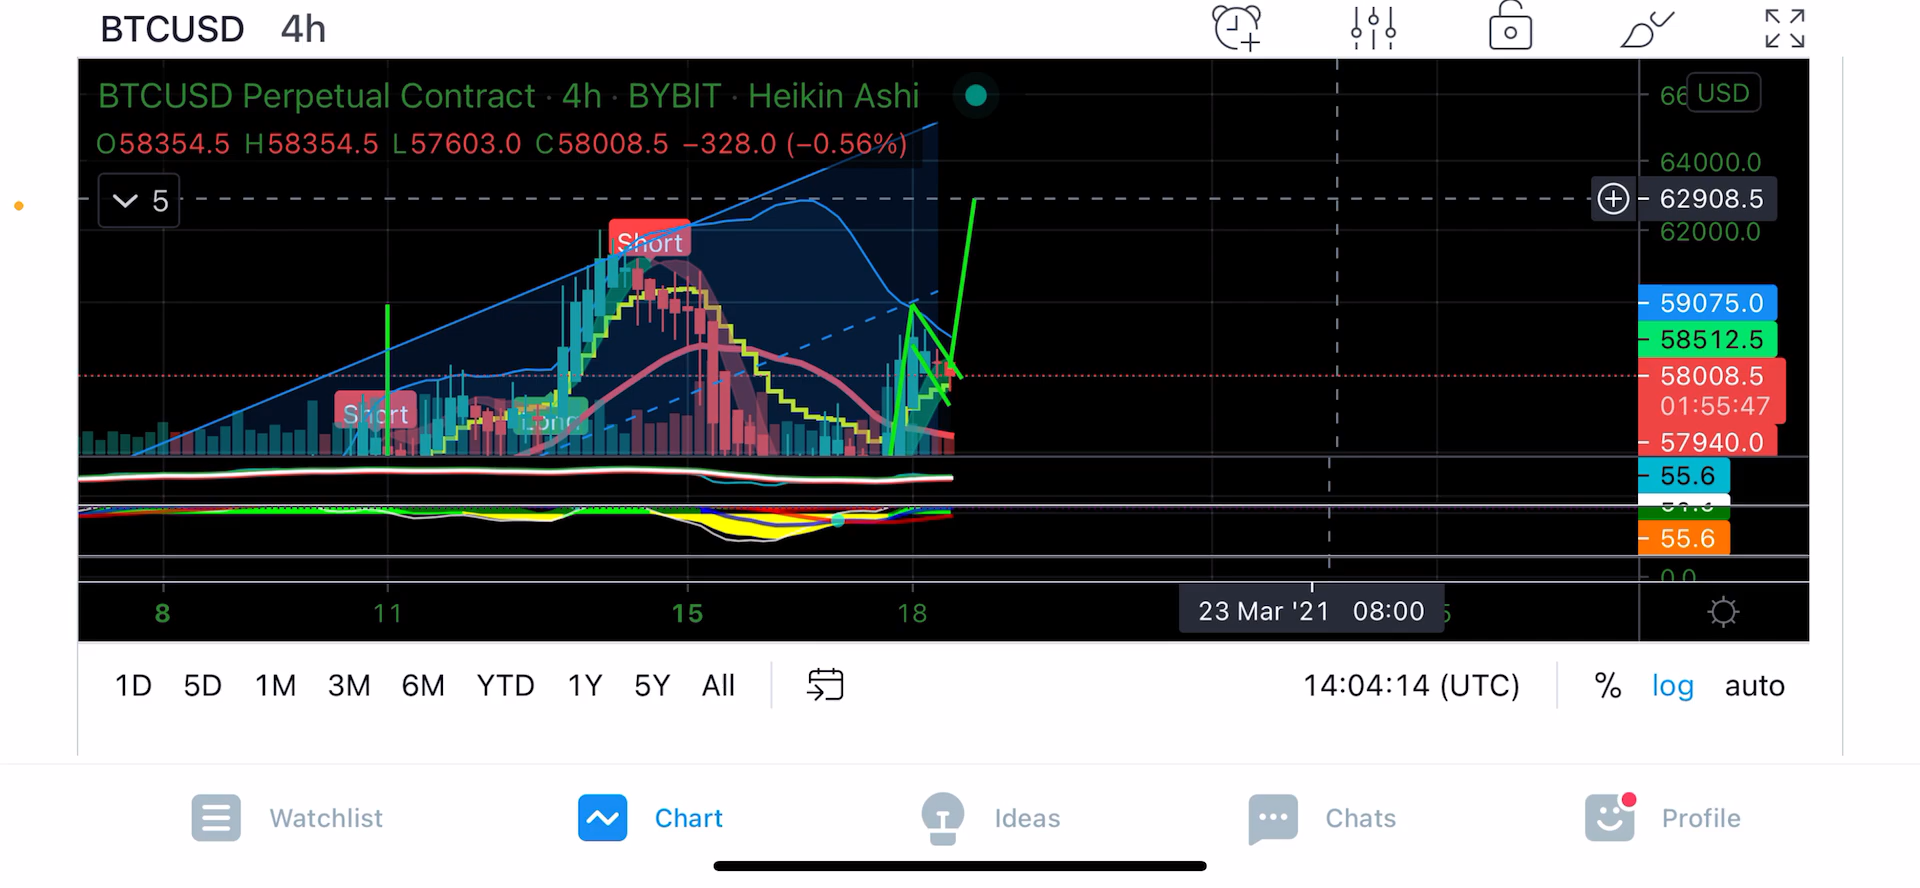 BTCUSD 4h
BTCUSD Perpetual Contract · 4h · BYBIT · Heikin Ashi
O58354.5 H58354.5 L57603.0 C58008.5 −328.0 (−0.56%)
5
USD
64000.0
62908.5
62000.0
Short
59075.0
58512.5
58008.5
01:55:47
Short
Long
57940.0
55.6
55.6
0.0
8 11 15 18
23 Mar '21 08:00
1D 5D 1M 3M 6M YTD 1Y 5Y All
14:04:14 (UTC) % log auto
Watchlist Chart Ideas Chats Profile